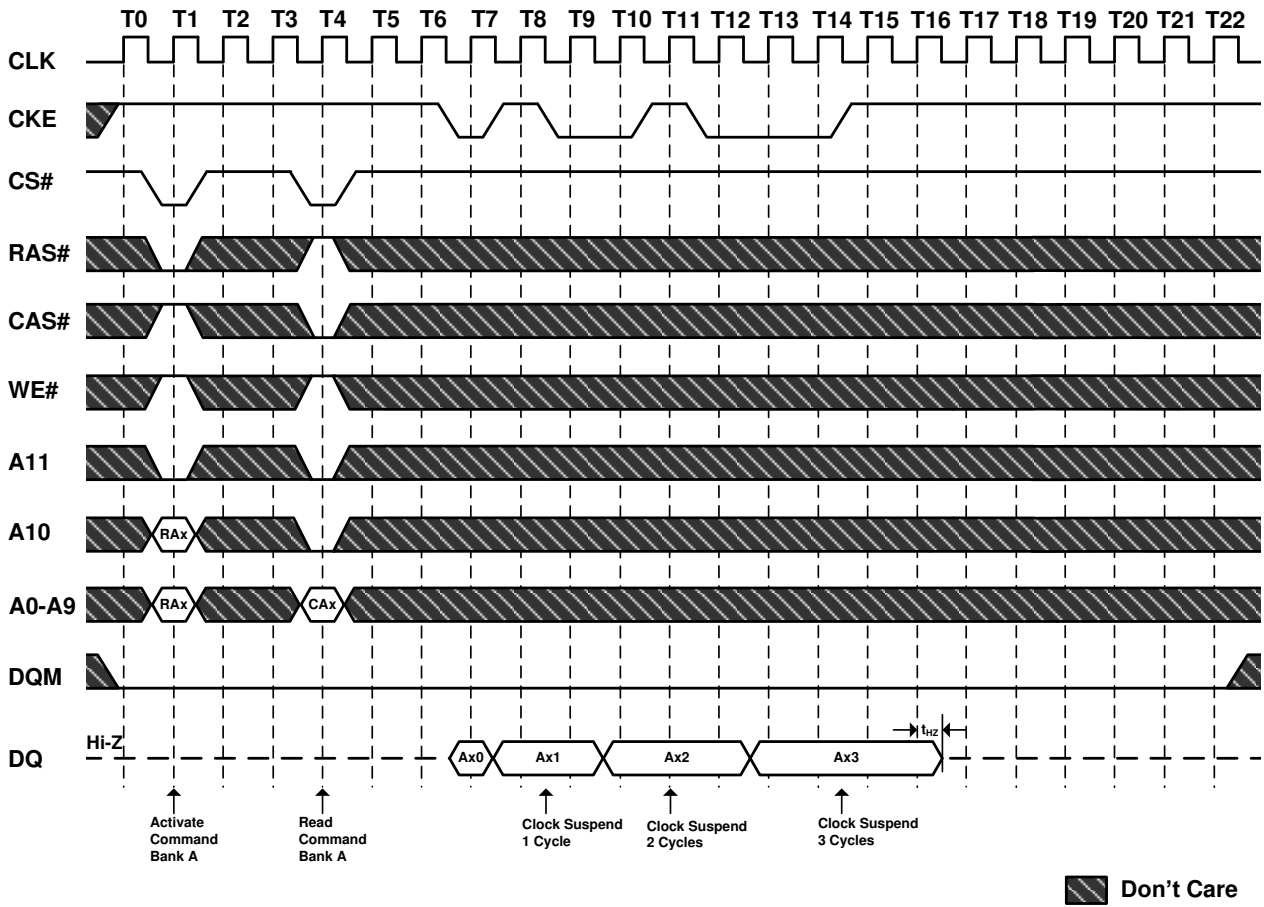 T0 T1 T2 T3 T4 T5 T6 T7 T8 T9 T10 T11 T12 T13 T14 T15 T16 T17 T18 T19 T20 T21 T22
CLK
CKE
CS#
RAS#
CAS#
WE#
A11
A10 RAx
A0-A9 RAx CAx
DQM
Hi-Z tHZ
DQ Ax0 Ax1 Ax2 Ax3
Activate
Command
Bank A
Read
Command
Bank A
Clock Suspend
1 Cycle
Clock Suspend
2 Cycles
Clock Suspend
3 Cycles
Don't Care